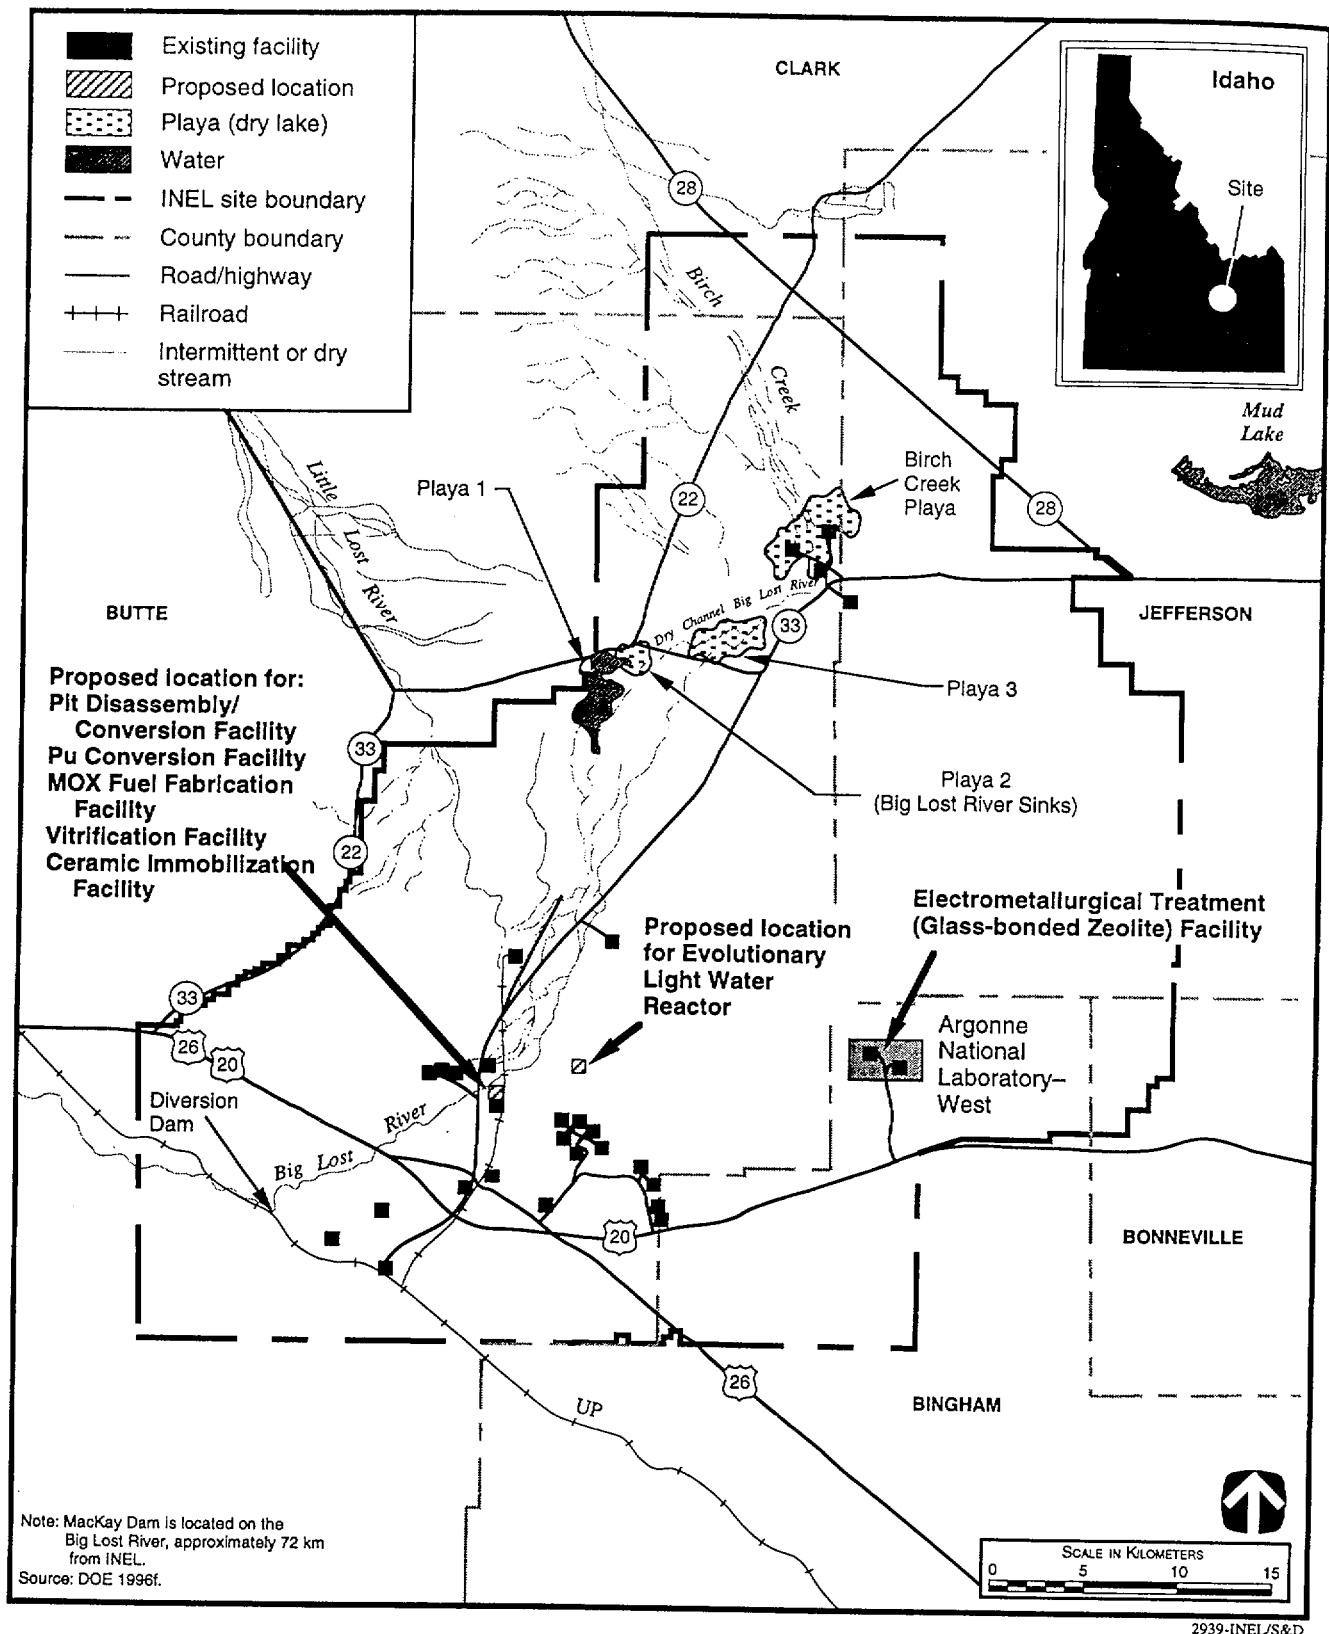 Existing facility
Proposed location
Playa (dry lake)
Water
INEL site boundary
County boundary
Road/highway
Railroad
Intermittent or dry
stream
CLARK
Idaho
Site
28
Birch
Creek
Mud
Lake
Birch
Creek
Playa
Playa 1
22
28
Little
Lost
River
BUTTE
JEFFERSON
Dry Channel Big Lost River
33
Playa 3
Proposed location for:
Pit Disassembly/
Conversion Facility
Pu Conversion Facility
MOX Fuel Fabrication
Facility
Vitrification Facility
Ceramic Immobilization
Facility
33
22
Playa 2
(Big Lost River Sinks)
Electrometallurgical Treatment
(Glass-bonded Zeolite) Facility
Proposed location
for Evolutionary
Light Water
Reactor
33
26
20
Argonne
National
Laboratory–
West
Diversion
Dam
Big Lost
River
20
BONNEVILLE
26
UP
BINGHAM
Note: MacKay Dam is located on the
Big Lost River, approximately 72 km
from INEL.
Source: DOE 1996f.
SCALE IN KILOMETERS
0 5 10 15
2939-INEL/S&D